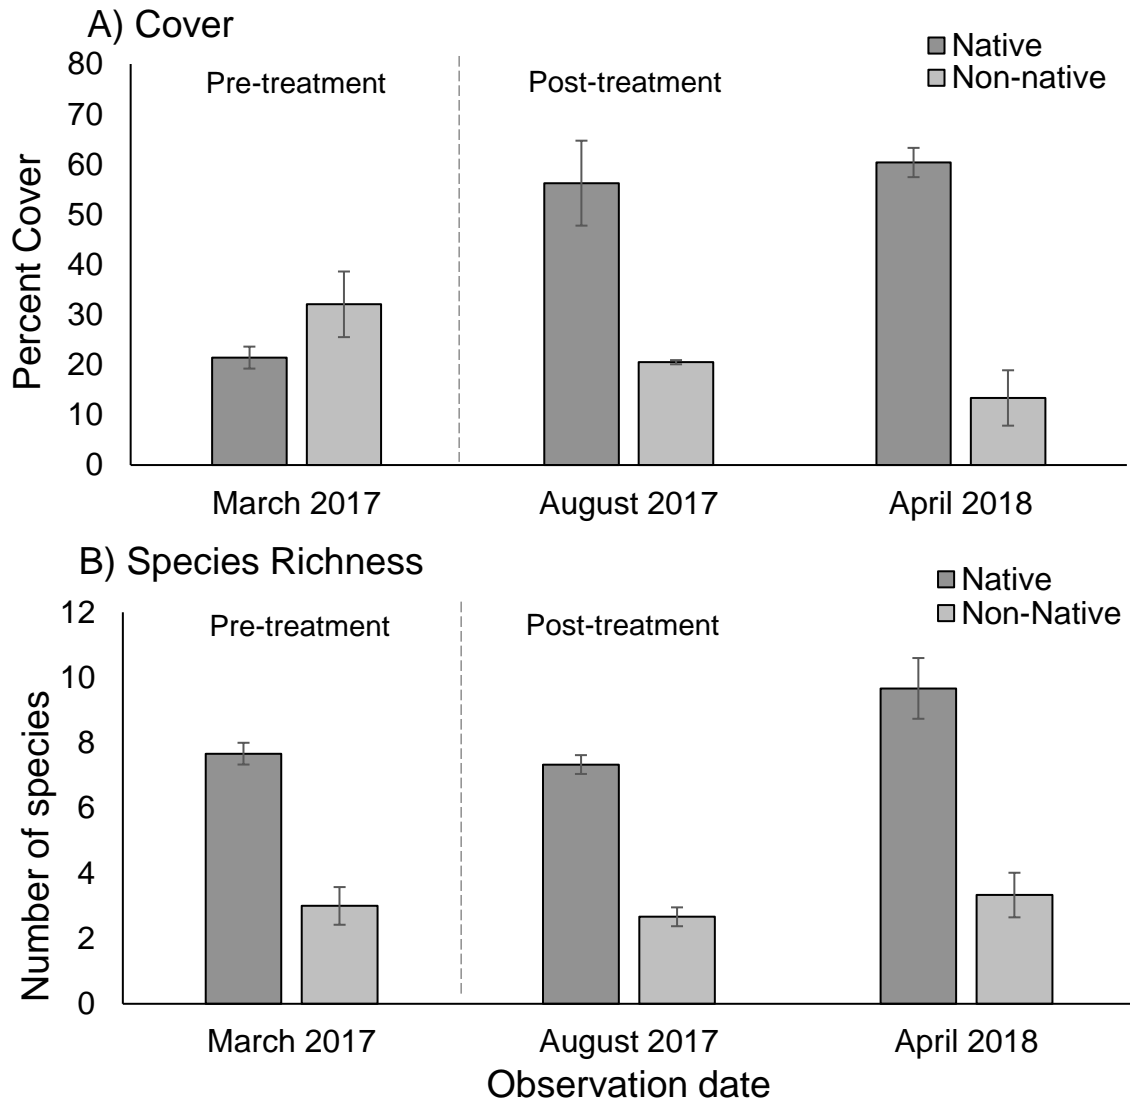 A) Cover
Native
Non-native
Pre-treatment
Post-treatment
Percent Cover
80
70
60
50
40
30
20
10
0
March 2017
August 2017
April 2018
B) Species Richness
Native
Non-Native
Pre-treatment
Post-treatment
Number of species
12
10
8
6
4
2
0
March 2017
August 2017
April 2018
Observation date